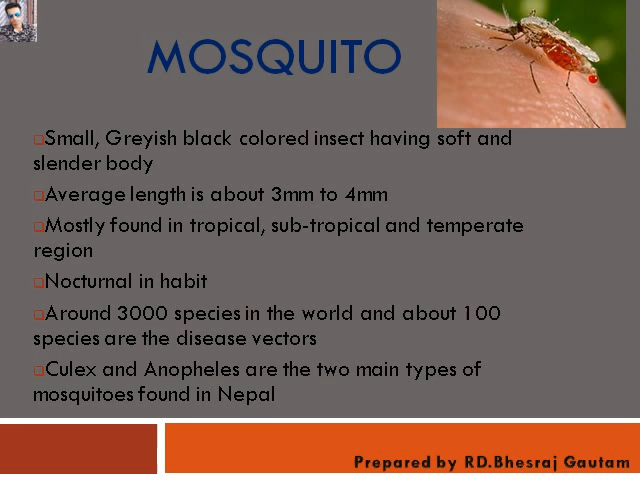 MOSQUITO
❑Small, Greyish black colored insect having soft and
slender body
❑Average length is about 3mm to 4mm
❑Mostly found in tropical, sub-tropical and temperate
region
❑Nocturnal in habit
❑Around 3000 species in the world and about 100
species are the disease vectors
❑Culex and Anopheles are the two main types of
mosquitoes found in Nepal
Prepared by RD.Bhesraj Gautam